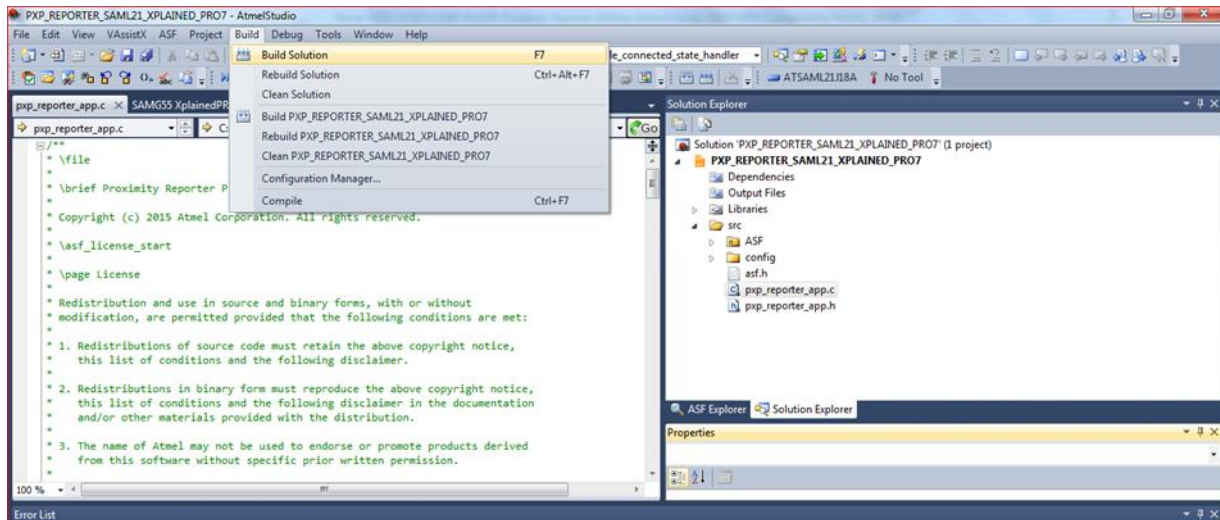 PXP_REPORTER_SAML21_XPLAINED_PRO7 - AtmelStudio
File Edit View VAssistX ASF Project Build Debug Tools Window Help
le_connected_state_handler
ATSAML21J18A No Tool
Build Solution F7
Rebuild Solution Ctrl+Alt+F7
Clean Solution
Build PXP_REPORTER_SAML21_XPLAINED_PRO7
Rebuild PXP_REPORTER_SAML21_XPLAINED_PRO7
Clean PXP_REPORTER_SAML21_XPLAINED_PRO7
Configuration Manager...
Compile Ctrl+F7
pxp_reporter_app.c SAMG55 XplainedPR
pxp_reporter_app.c C: Go
/**
* \file
*
* \brief Proximity Reporter P
*
* Copyright (c) 2015 Atmel Corporation. All rights reserved.
*
* \asf_license_start
*
* \page License
*
* Redistribution and use in source and binary forms, with or without
* modification, are permitted provided that the following conditions are met:
*
* 1. Redistributions of source code must retain the above copyright notice,
* this list of conditions and the following disclaimer.
*
* 2. Redistributions in binary form must reproduce the above copyright notice,
* this list of conditions and the following disclaimer in the documentation
* and/or other materials provided with the distribution.
*
* 3. The name of Atmel may not be used to endorse or promote products derived
* from this software without specific prior written permission.
*
100 %
Error List
Solution Explorer
Solution 'PXP_REPORTER_SAML21_XPLAINED_PRO7' (1 project)
PXP_REPORTER_SAML21_XPLAINED_PRO7
Dependencies
Output Files
Libraries
src
ASF
config
asf.h
pxp_reporter_app.c
pxp_reporter_app.h
ASF Explorer Solution Explorer
Properties